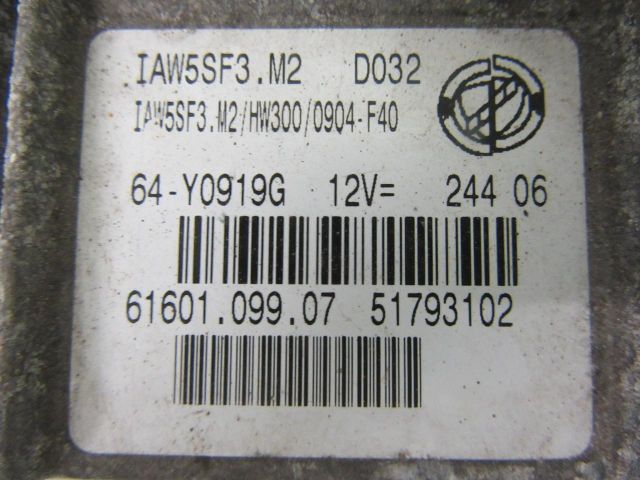 IAW5SF3.M2 D032
IAW5SF3.M2/HW300/0904-F40
64-Y0919G 12V= 244 06
61601.099.07 51793102